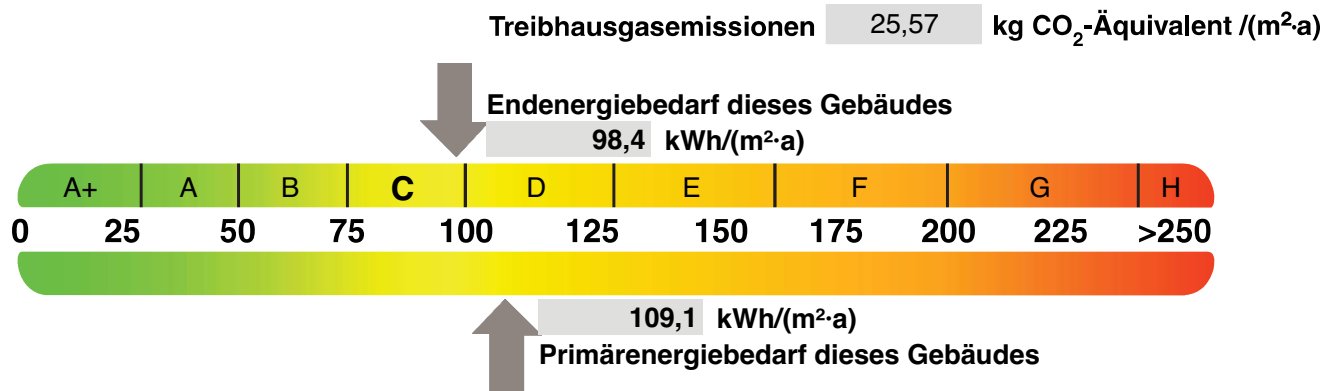 Treibhausgasemissionen 25,57 kg CO₂-Äquivalent /(m²·a)
Endenergiebedarf dieses Gebäudes
98,4 kWh/(m²·a)
A+ A B C D E F G H
0 25 50 75 100 125 150 175 200 225 >250
109,1 kWh/(m²·a)
Primärenergiebedarf dieses Gebäudes